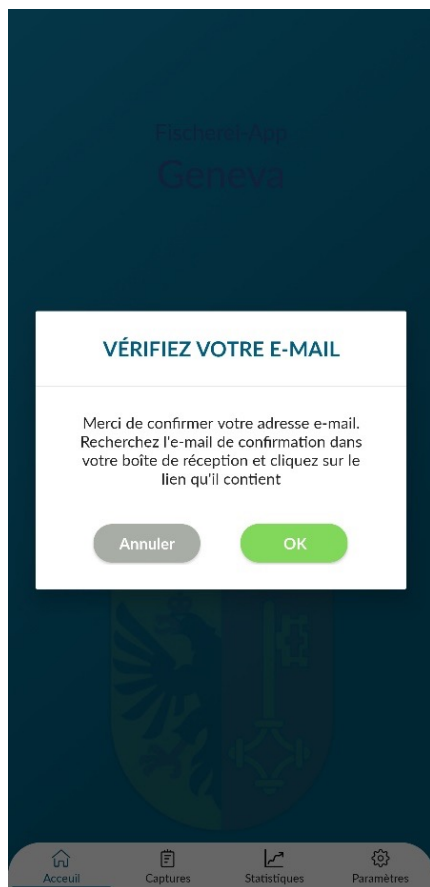 Fischerei-App
Geneva
VÉRIFIEZ VOTRE E-MAIL
Merci de confirmer votre adresse e-mail.
Recherchez l'e-mail de confirmation dans
votre boîte de réception et cliquez sur le
lien qu'il contient
Annuler OK
Acceuil Captures Statistiques Paramètres